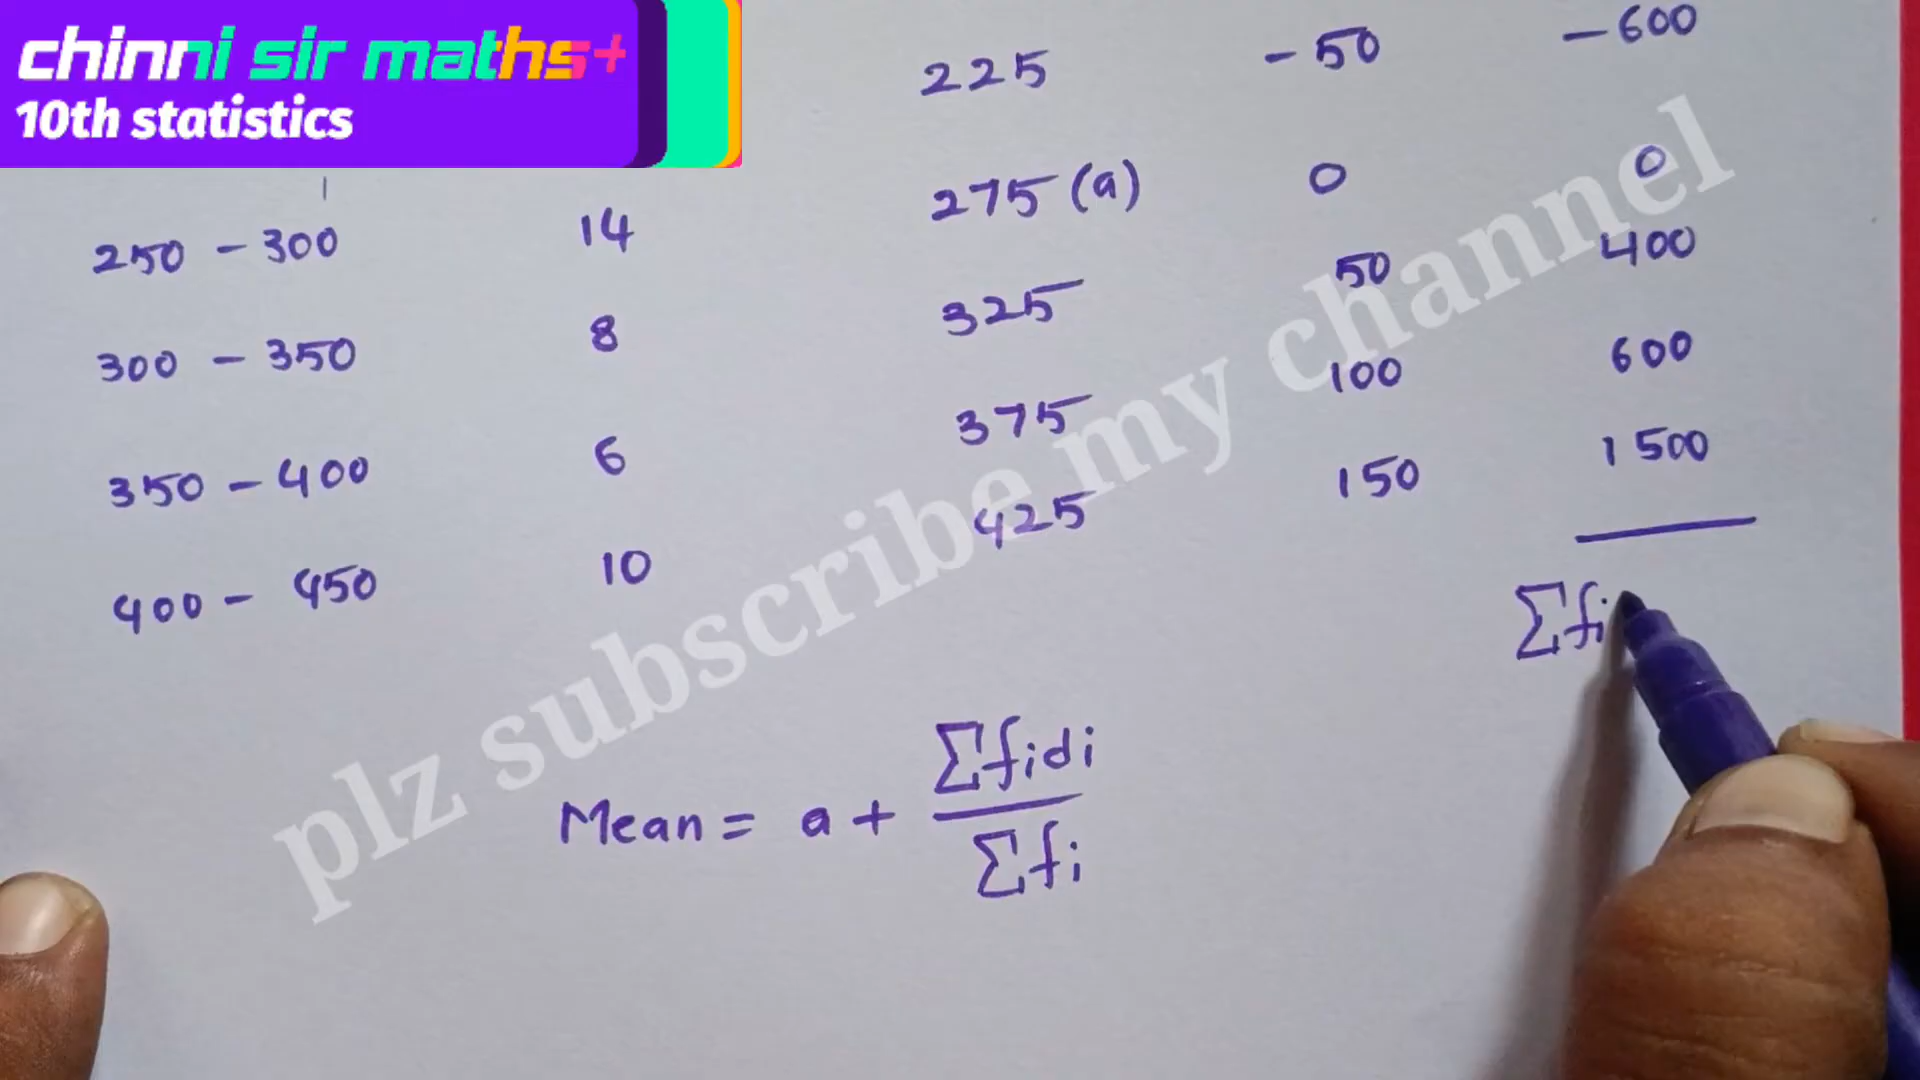 chinni sir maths+
10th statistics
225 - 50 - 600
250 - 300 14 275 (a) 0 0
300 - 350 8 325 50 400
350 - 400 6 375 100 600
400 - 450 10 425 150 1500
Σfi
Mean = a + Σfidi
Σfi
plz subscribe my channel